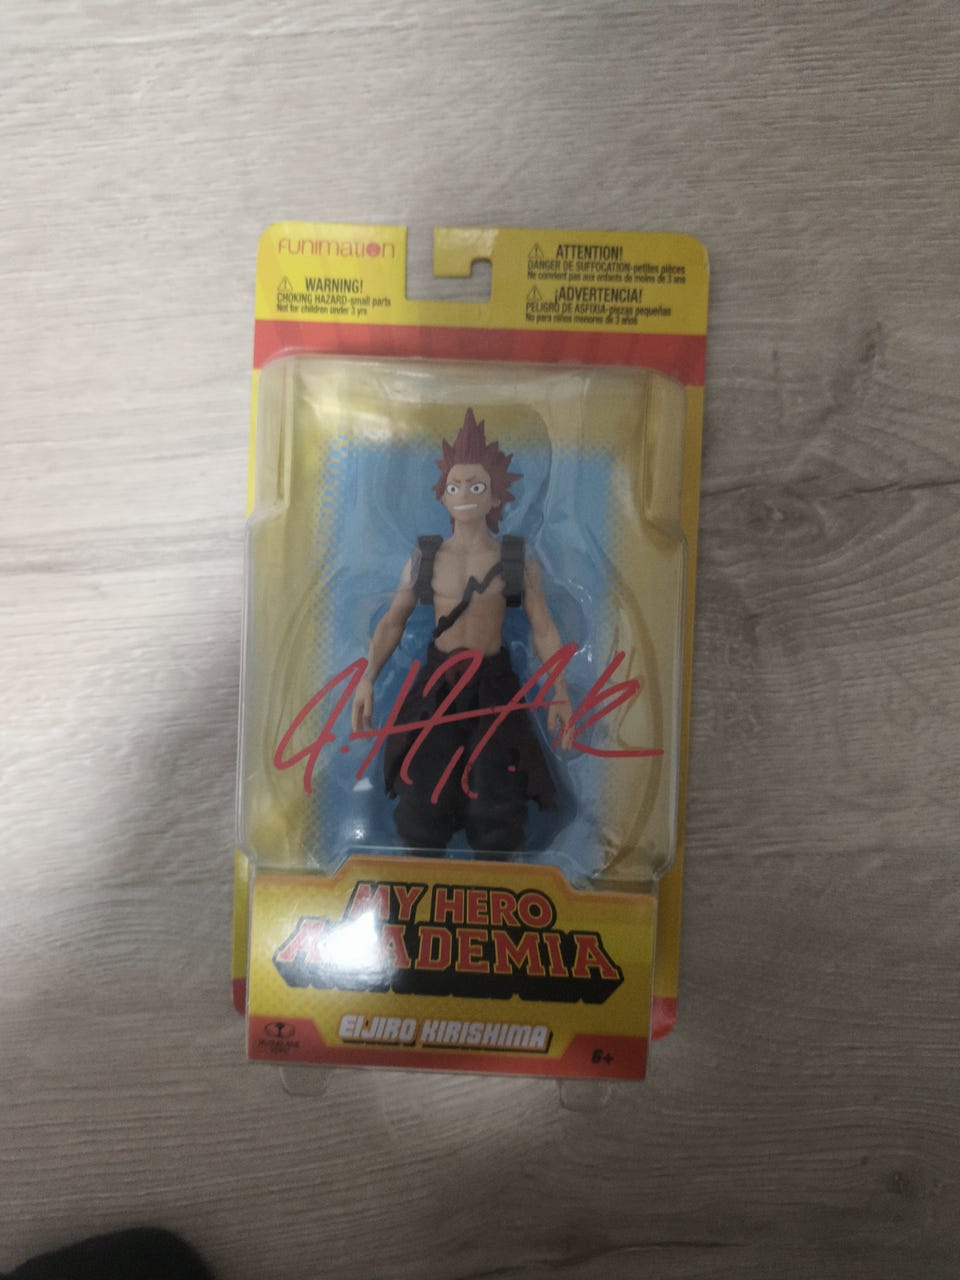 FUNIMATION
WARNING!
CHOKING HAZARD-small parts
Not for children under 3 yrs
ATTENTION!
DANGER DE SUFFOCATION-petites pièces
Ne convient pas aux enfants de moins de 3 ans
¡ADVERTENCIA!
PELIGRO DE ASFIXIA-piezas pequeñas
No para niños menores de 3 años
MY HERO
ACADEMIA
EIJIRO KIRISHIMA
McFARLANE
TOYS
6+